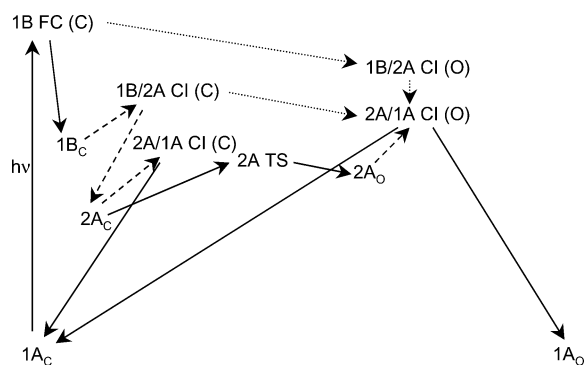 1B FC (C)
1B/2A CI (O)
1B/2A CI (C)
2A/1A CI (O)
1B_C
2A/1A CI (C)
2A TS
hν
2A_O
2A_C
1A_C
1A_O